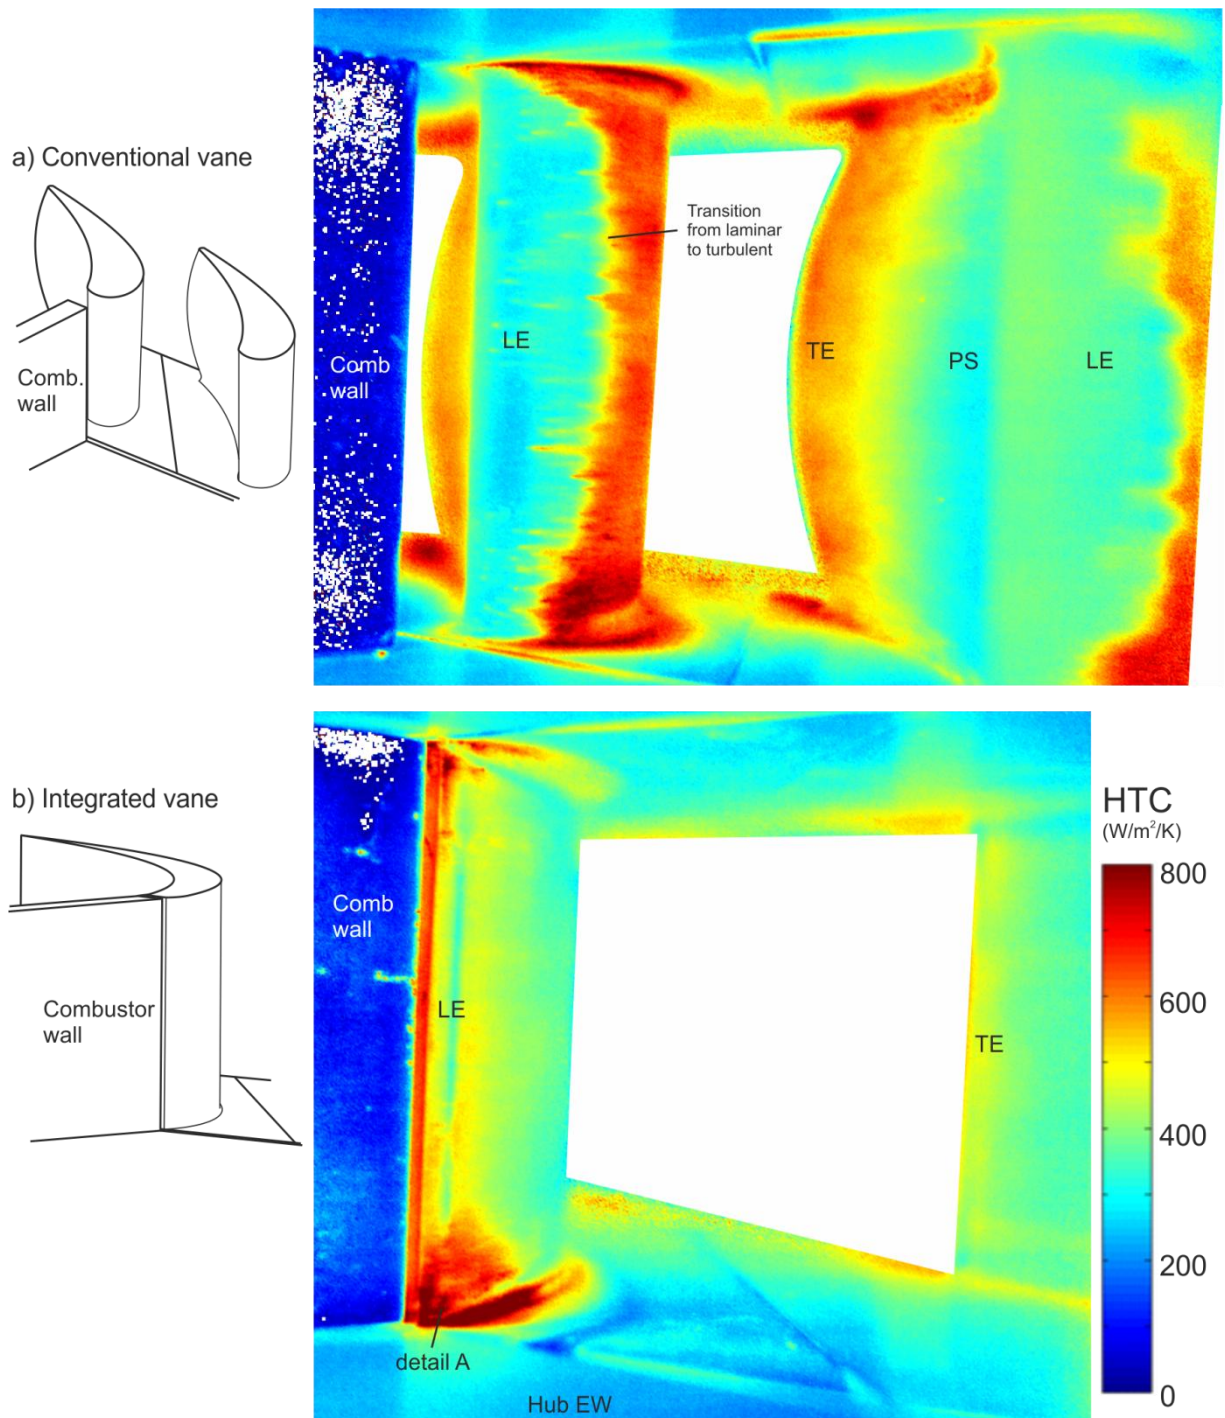 a) Conventional vane
Comb.
wall
Comb
wall
LE
Transition
from laminar
to turbulent
TE
PS
LE
b) Integrated vane
Combustor
wall
Comb
wall
LE
TE
detail A
Hub EW
HTC
(W/m²/K)
800
600
400
200
0